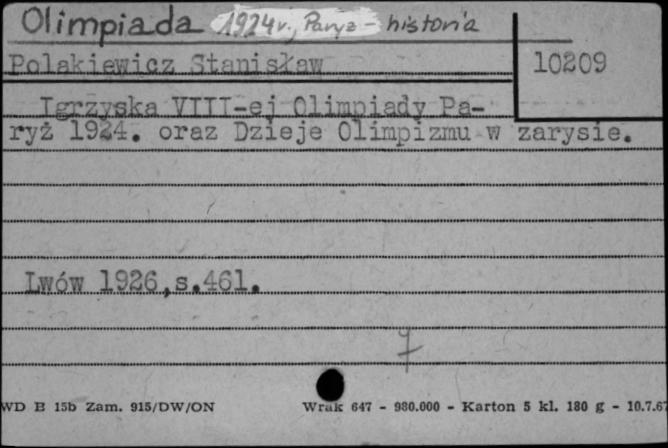 Olimpiada 1924 r., Paryż - historia
Polakiewicz Stanisław
10209
Igrzyska VIII-ej Olimpiady Pa-
ryż 1924. oraz Dzieje Olimpizmu w zarysie.
Lwów 1926,s.461.
WD B 15b Zam. 915/DW/ON Wrak 647 - 980.000 - Karton 5 kl. 180 g - 10.7.67